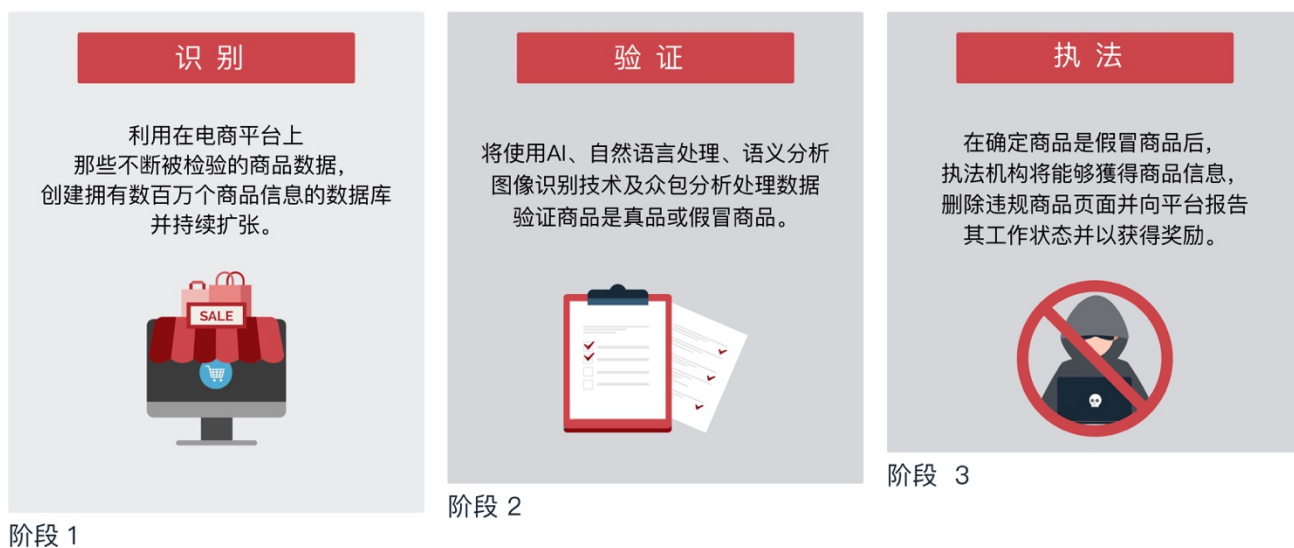 识别
利用在电商平台上
那些不断被检验的商品数据，
创建拥有数百万个商品信息的数据库
并持续扩张。
SALE
阶段 1
验证
将使用AI、自然语言处理、语义分析
图像识别技术及众包分析处理数据
验证商品是真品或假冒商品。
阶段 2
执法
在确定商品是假冒商品后，
执法机构将能够獲得商品信息，
删除违规商品页面并向平台报告
其工作状态并以获得奖励。
阶段 3